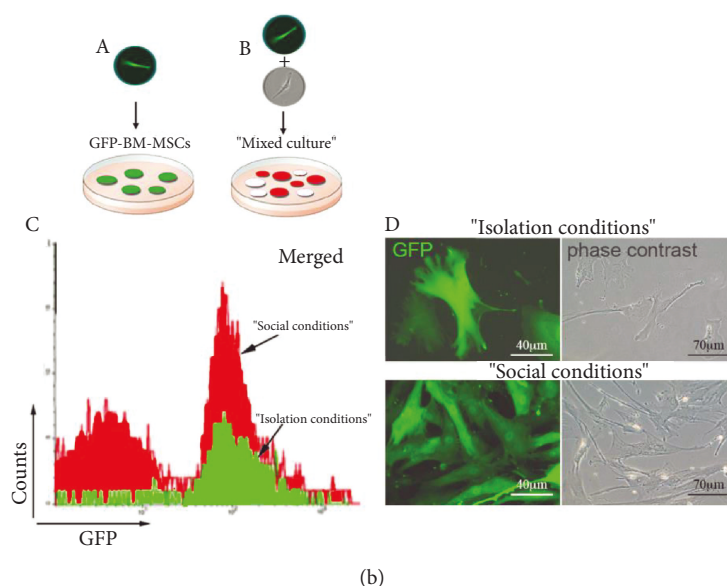 A
B
+
GFP-BM-MSCs
"Mixed culture"
C
Merged
"Social conditions"
"Isolation conditions"
Counts
GFP
D
"Isolation conditions"
GFP
phase contrast
40μm
70μm
"Social conditions"
40μm
70μm
(b)